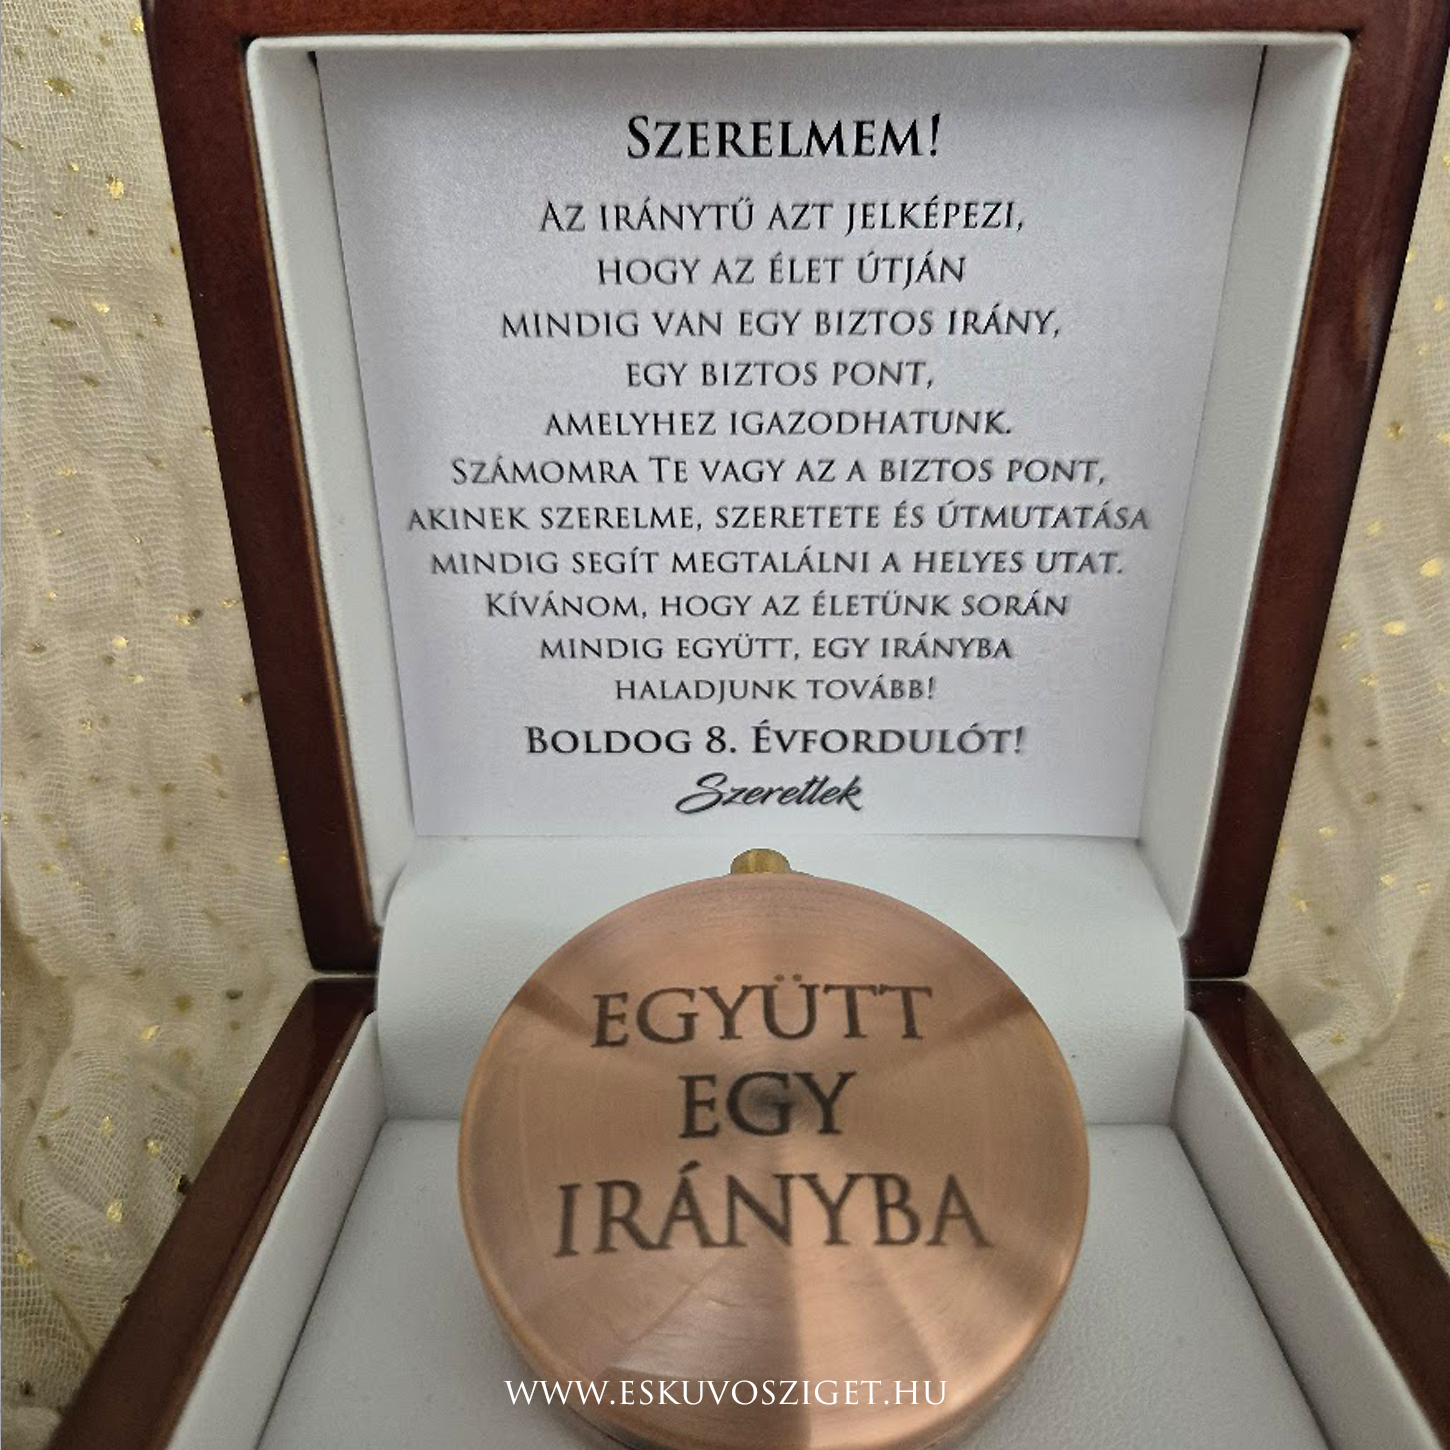 Szerelmem!
Az iránytű azt jelképezi,
hogy az élet útján
mindig van egy biztos irány,
egy biztos pont,
amelyhez igazodhatunk.
Számomra Te vagy az a biztos pont,
akinek szerelme, szeretete és útmutatása
mindig segít megtalálni a helyes utat.
Kívánom, hogy az életünk során
mindig együtt, egy irányba
haladjunk tovább!
Boldog 8. Évfordulót!
Szeretlek
EGYÜTT
EGY
IRÁNYBA
WWW.ESKUVOSZIGET.HU